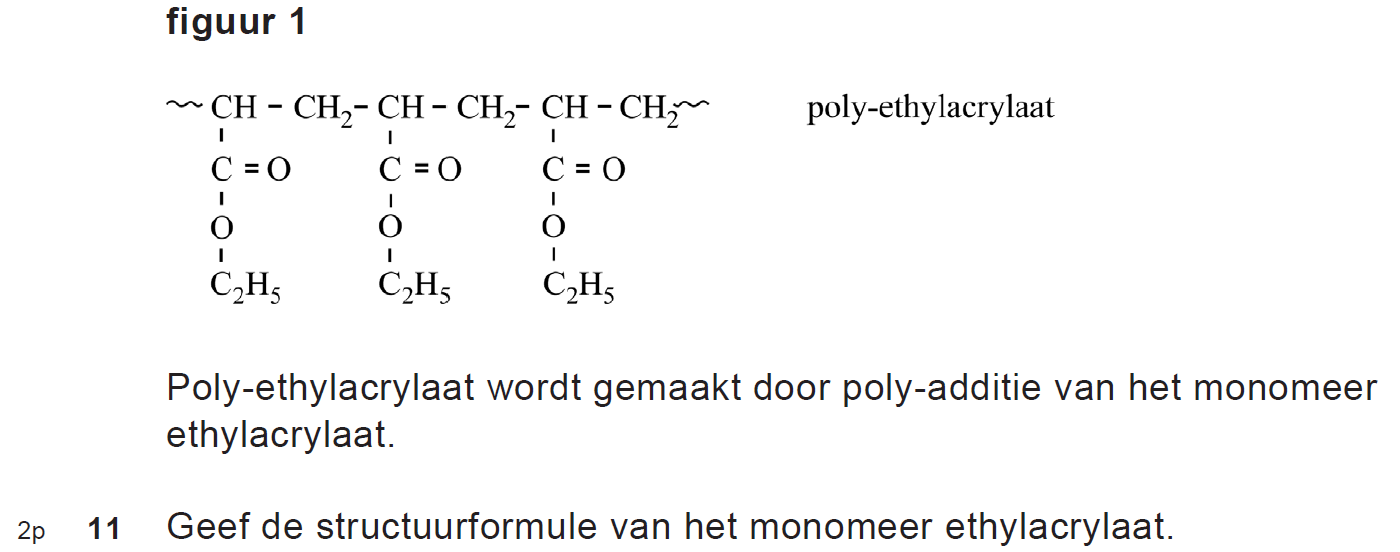 figuur 1
~CH - CH₂- CH - CH₂- CH - CH₂~ poly-ethylacrylaat
C = O C = O C = O
O O O
C₂H₅ C₂H₅ C₂H₅
Poly-ethylacrylaat wordt gemaakt door poly-additie van het monomeer
ethylacrylaat.
2p 11 Geef de structuurformule van het monomeer ethylacrylaat.